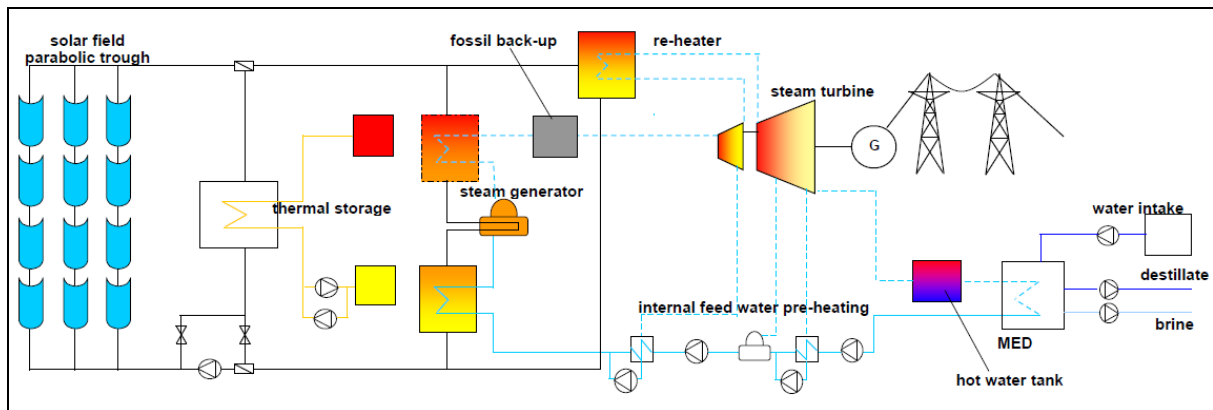 solar field
parabolic trough
fossil back-up
re-heater
steam turbine
G
steam generator
thermal storage
water intake
destillate
internal feed water pre-heating
brine
MED
hot water tank